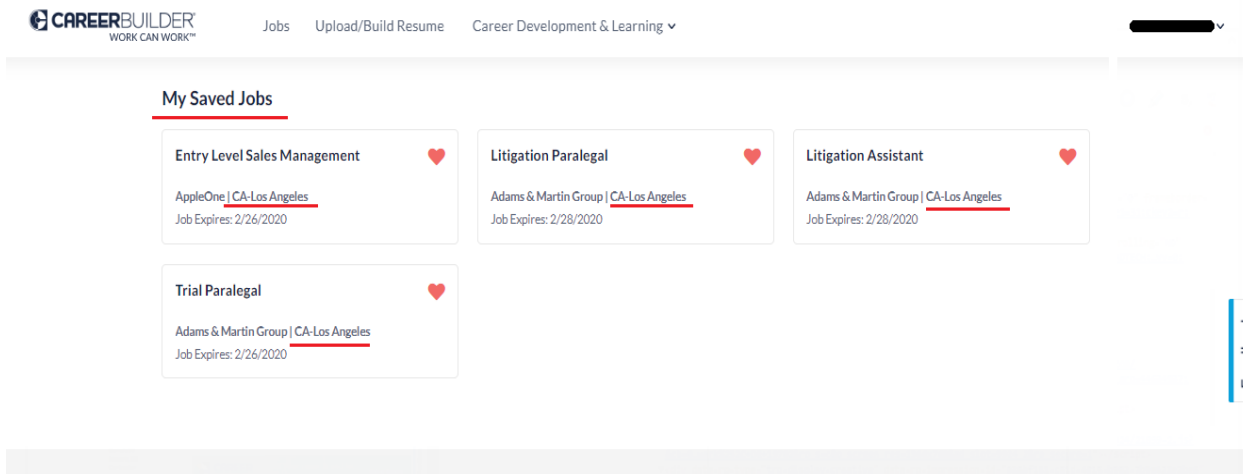 CAREERBUILDER®
WORK CAN WORK™
Jobs Upload/Build Resume Career Development & Learning
My Saved Jobs
Entry Level Sales Management
AppleOne | CA-Los Angeles
Job Expires: 2/26/2020
Litigation Paralegal
Adams & Martin Group | CA-Los Angeles
Job Expires: 2/28/2020
Litigation Assistant
Adams & Martin Group | CA-Los Angeles
Job Expires: 2/28/2020
Trial Paralegal
Adams & Martin Group | CA-Los Angeles
Job Expires: 2/26/2020